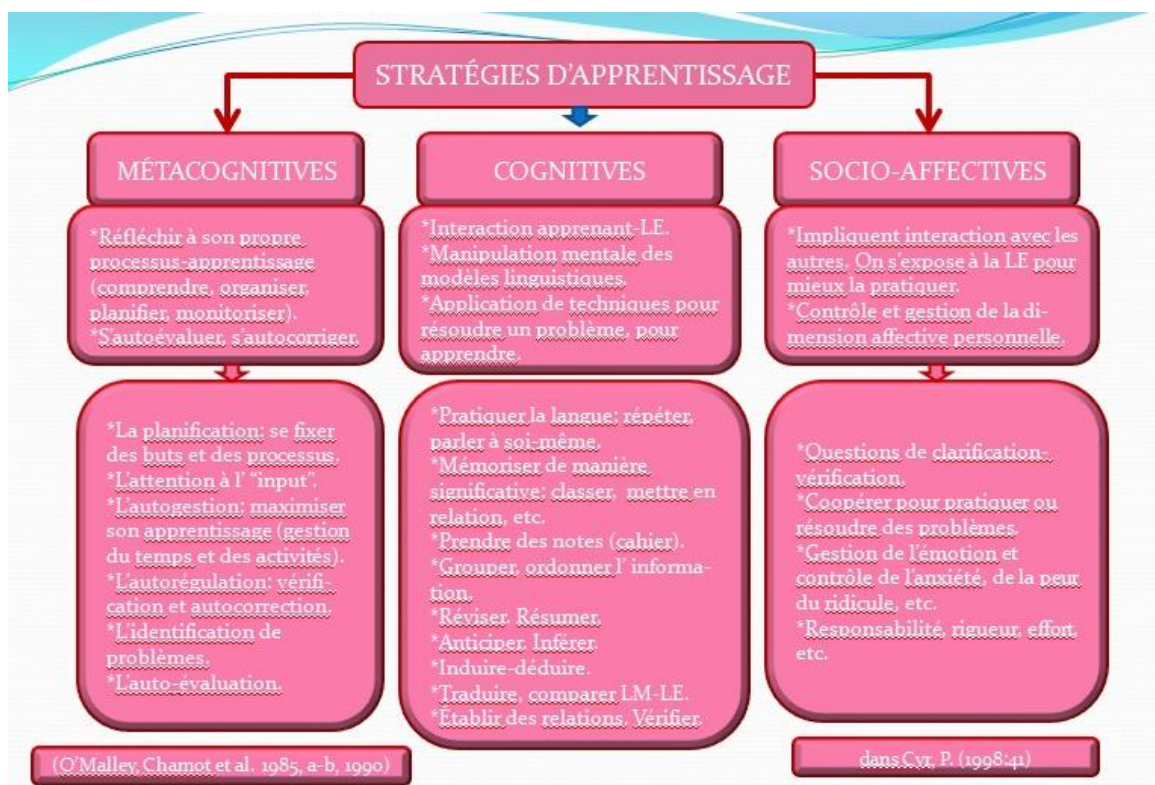 STRATÉGIES D'APPRENTISSAGE
MÉTACOGNITIVES
*Réfléchir à son propre
processus-apprentissage
(comprendre, organiser,
planifier, monitoriser).
*S'autoévaluer, s'autocorriger.
*La planification: se fixer
des buts et des processus.
*L'attention à l' “input”.
*L'autogestion: maximiser
son apprentissage (gestion
du temps et des activités).
*L'autorégulation: vérifi-
cation et autocorrection.
*L'identification de
problèmes.
*L'auto-évaluation.
COGNITIVES
*Interaction apprenant-LE.
*Manipulation mentale des
modèles linguistiques.
*Application de techniques pour
résoudre un problème, pour
apprendre.
*Pratiquer la langue: répéter,
parler à soi-même.
*Mémoriser de manière
significative: classer, mettre en
relation, etc.
*Prendre des notes (cahier).
*Grouper, ordonner l' informa-
tion.
*Réviser. Résumer.
*Anticiper. Inférer.
*Induire-déduire.
*Traduire, comparer LM-LE.
*Établir des relations. Vérifier.
SOCIO-AFFECTIVES
*Impliquent interaction avec les
autres. On s'expose à la LE pour
mieux la pratiquer.
*Contrôle et gestion de la di-
mension affective personnelle.
*Questions de clarification-
vérification.
*Coopérer pour pratiquer ou
résoudre des problèmes.
*Gestion de l'émotion et
contrôle de l'anxiété, de la peur
du ridicule, etc.
*Responsabilité, rigueur, effort,
etc.
(O'Malley, Chamot et al. 1985, a-b, 1990)
dans Cyr, P. (1998:41)